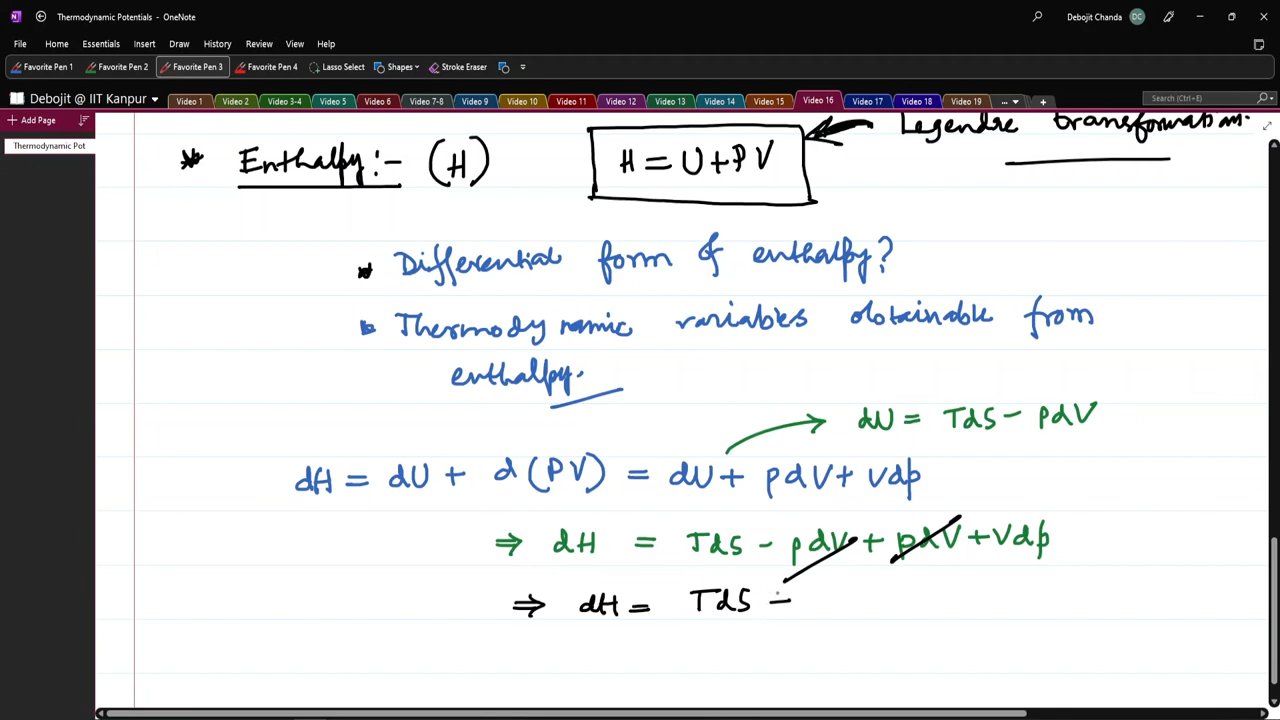 Thermodynamic Potentials - OneNote
Debojit Chanda DC
File Home Essentials Insert Draw History Review View Help
Favorite Pen 1 Favorite Pen 2 Favorite Pen 3 Favorite Pen 4 Lasso Select Shapes Stroke Eraser
Debojit @ IIT Kanpur Video 1 Video 2 Video 3-4 Video 5 Video 6 Video 7-8 Video 9 Video 10 Video 11 Video 12 Video 13 Video 14 Video 15 Video 16 Video 17 Video 18 Video 19 ... + Search (Ctrl+E)
Add Page
Thermodynamic Pot
Legendre transformation.
* Enthalpy:- (H) H = U + PV
Differential form of enthalpy?
Thermodynamic variables obtainable from
enthalpy.
dU = TdS - pdV
dH = dU + d(PV) = dU + pdV + Vdp
⇒ dH = TdS - pdV + pdV + Vdp
⇒ dH = TdS -